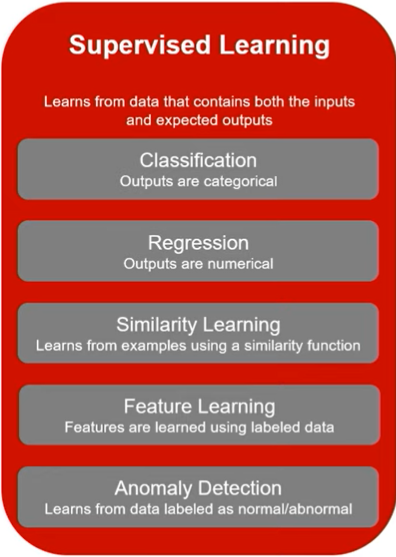 Supervised Learning
Learns from data that contains both the inputs
and expected outputs
Classification
Outputs are categorical
Regression
Outputs are numerical
Similarity Learning
Learns from examples using a similarity function
Feature Learning
Features are learned using labeled data
Anomaly Detection
Learns from data labeled as normal/abnormal